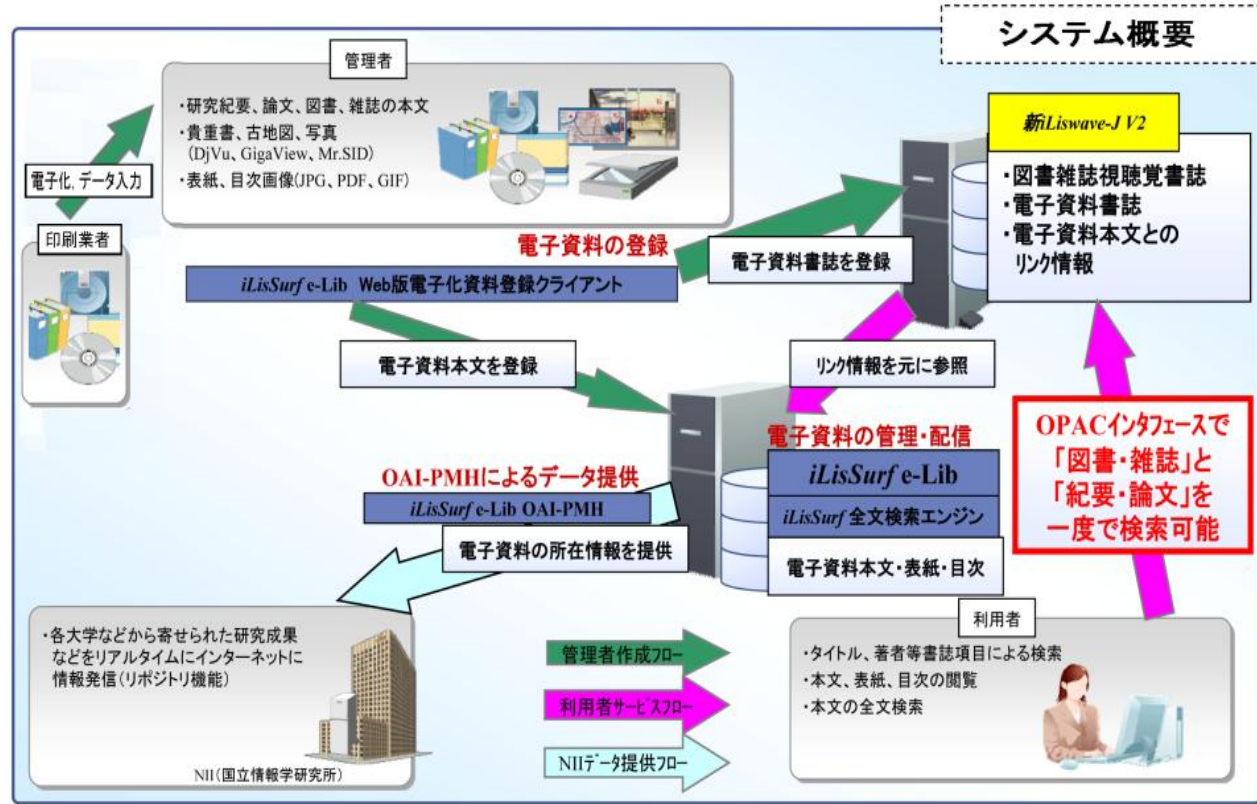 システム概要
管理者
・研究紀要、論文、図書、雑誌の本文
・貴重書、古地図、写真
(DjVu、GigaView、Mr.SID)
・表紙、目次画像(JPG、PDF、GIF)
電子化,データ入力
印刷業者
新iLiswave-J V2
・図書雑誌視聴覚書誌
・電子資料書誌
・電子資料本文との
リンク情報
電子資料の登録
電子資料書誌を登録
iLisSurf e-Lib Web版電子化資料登録クライアント
電子資料本文を登録
リンク情報を元に参照
OPACインタフェースで
「図書・雑誌」と
「紀要・論文」を
一度で検索可能
電子資料の管理・配信
iLisSurf e-Lib
iLisSurf 全文検索エンジン
電子資料本文・表紙・目次
OAI-PMHによるデータ提供
iLisSurf e-Lib OAI-PMH
電子資料の所在情報を提供
・各大学などから寄せられた研究成果
などをリアルタイムにインターネットに
情報発信(リポジトリ機能)
NII(国立情報学研究所)
管理者作成フロー
利用者サービスフロー
NIIデータ提供フロー
利用者
・タイトル、著者等書誌項目による検索
・本文、表紙、目次の閲覧
・本文の全文検索